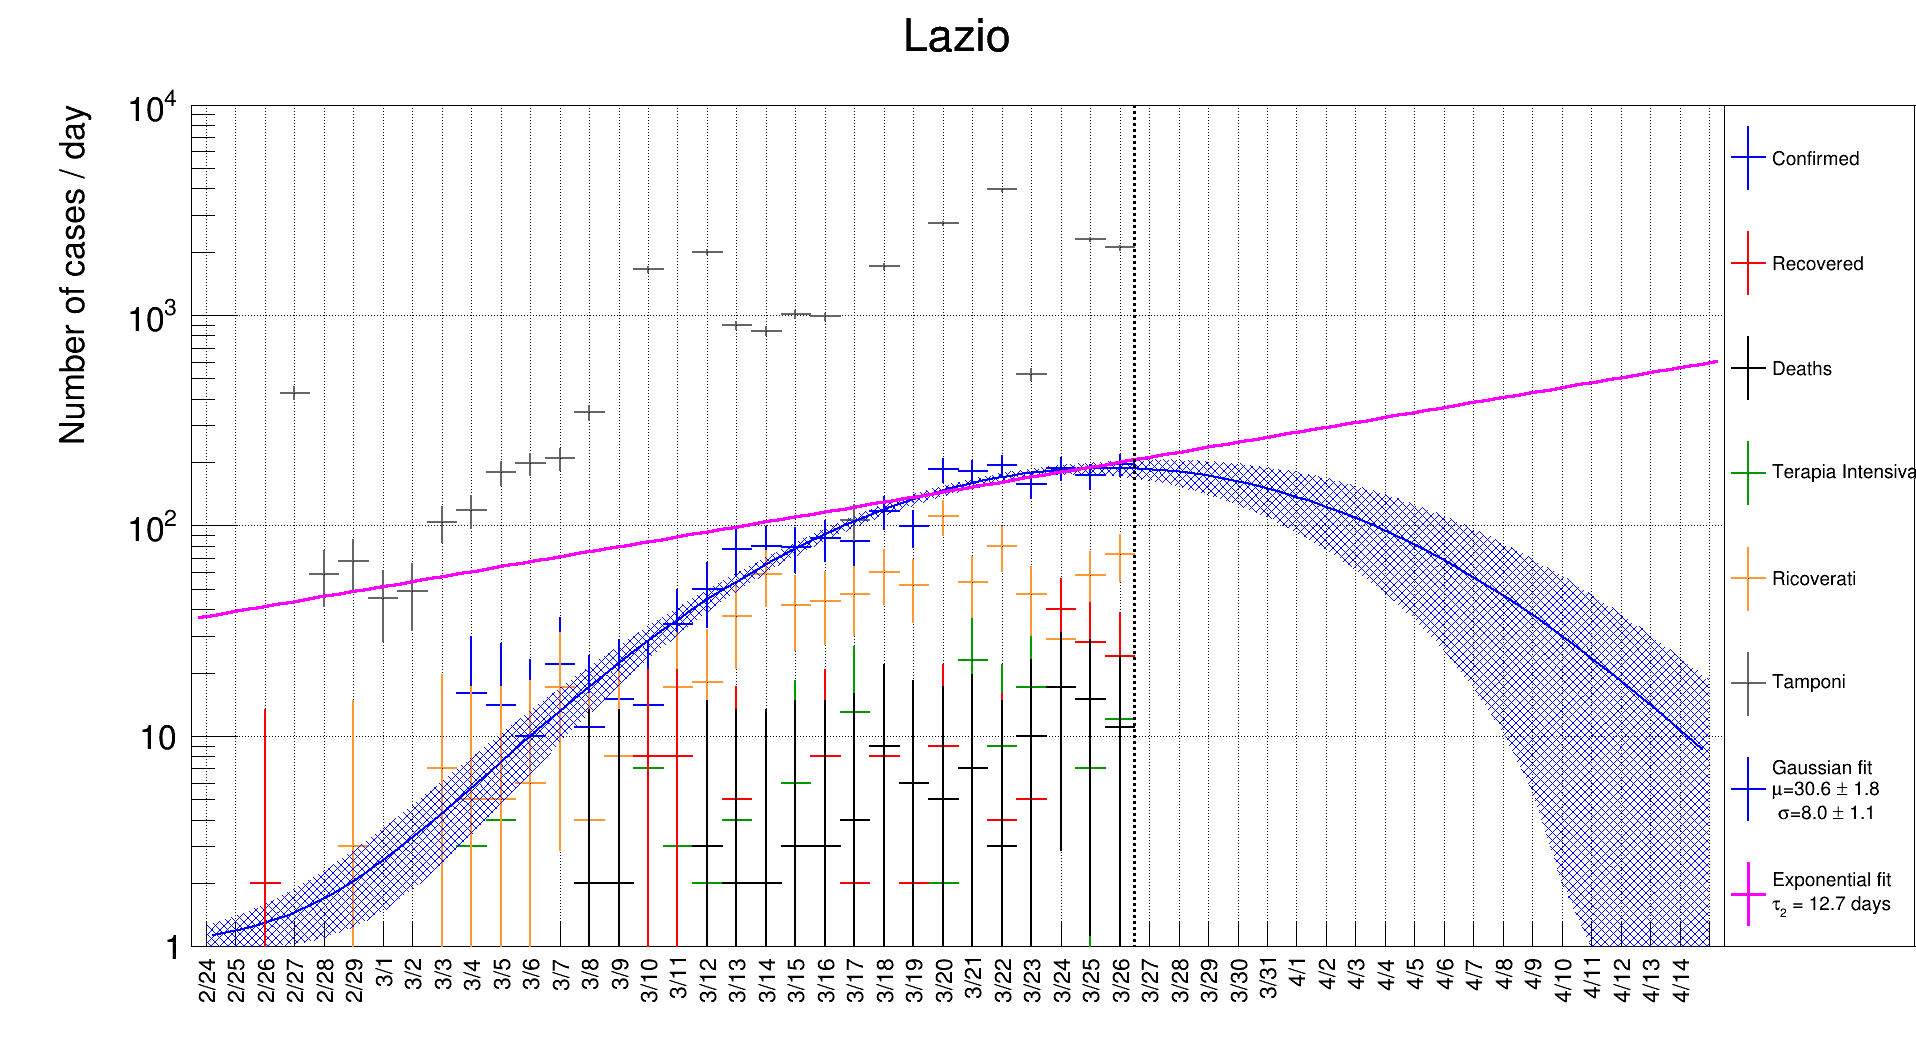 Lazio
Number of cases / day
10⁴
10³
10²
10
1
2/24 2/25 2/26 2/27 2/28 2/29 3/1 3/2 3/3 3/4 3/5 3/6 3/7 3/8 3/9 3/10 3/11 3/12 3/13 3/14 3/15 3/16 3/17 3/18 3/19 3/20 3/21 3/22 3/23 3/24 3/25 3/26 3/27 3/28 3/29 3/30 3/31 4/1 4/2 4/3 4/4 4/5 4/6 4/7 4/8 4/9 4/10 4/11 4/12 4/13 4/14
Confirmed
Recovered
Deaths
Terapia Intensiva
Ricoverati
Tamponi
Gaussian fit
μ=30.6 ± 1.8
σ=8.0 ± 1.1
Exponential fit
τ₂ = 12.7 days